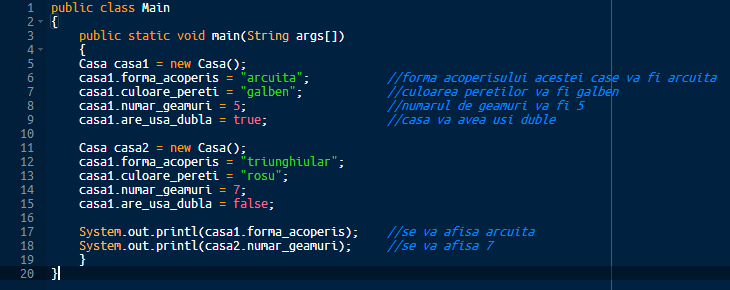 1 public class Main
2 {
3 public static void main(String args[])
4 {
5 Casa casa1 = new Casa();
6 casa1.forma_acoperis = "arcuita"; //forma acoperisului acestei case va fi arcuita
7 casa1.culoare_pereti = "galben"; //culoarea peretilor va fi galben
8 casa1.numar_geamuri = 5; //numarul de geamuri va fi 5
9 casa1.are_usa_dubla = true; //casa va avea usi duble
10
11 Casa casa2 = new Casa();
12 casa1.forma_acoperis = "triunghiular";
13 casa1.culoare_pereti = "rosu";
14 casa1.numar_geamuri = 7;
15 casa1.are_usa_dubla = false;
16
17 System.out.printl(casa1.forma_acoperis); //se va afisa arcuita
18 System.out.printl(casa2.numar_geamuri); //se va afisa 7
19 }
20 }